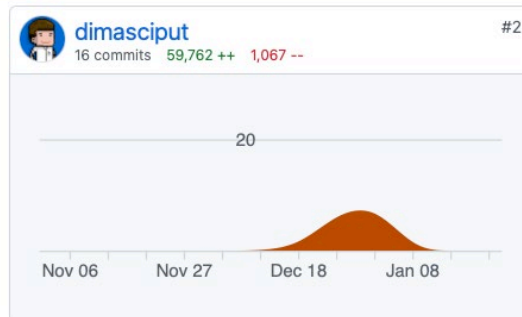 dimasciput
#2
16 commits 59,762 ++ 1,067 --
20
Nov 06 Nov 27 Dec 18 Jan 08